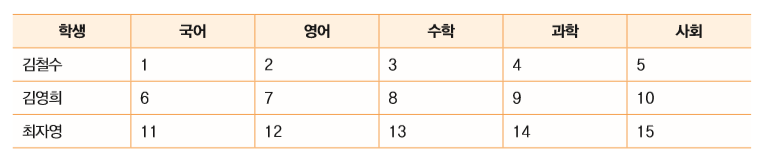 학생 국어 영어 수학 과학 사회
김철수 1 2 3 4 5
김영희 6 7 8 9 10
최자영 11 12 13 14 15